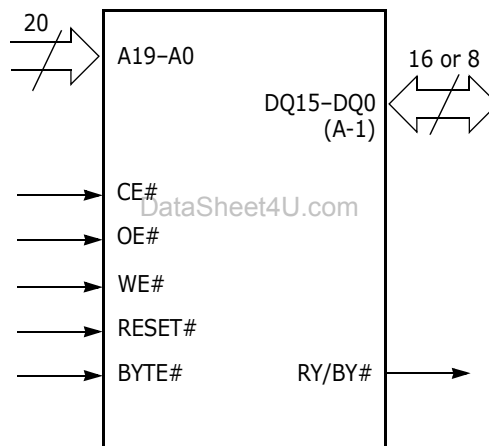 20
A19–A0
16 or 8
DQ15–DQ0
(A-1)
CE#
DataSheet4U.com
OE#
WE#
RESET#
BYTE#
RY/BY#